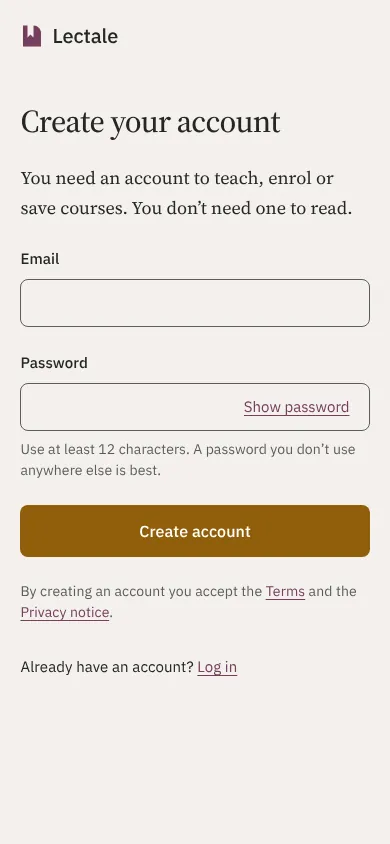 Lectale
Create your account
You need an account to teach, enrol or
save courses. You don’t need one to read.
Email
Password
Show password
Use at least 12 characters. A password you don’t use
anywhere else is best.
Create account
By creating an account you accept the Terms and the
Privacy notice.
Already have an account? Log in